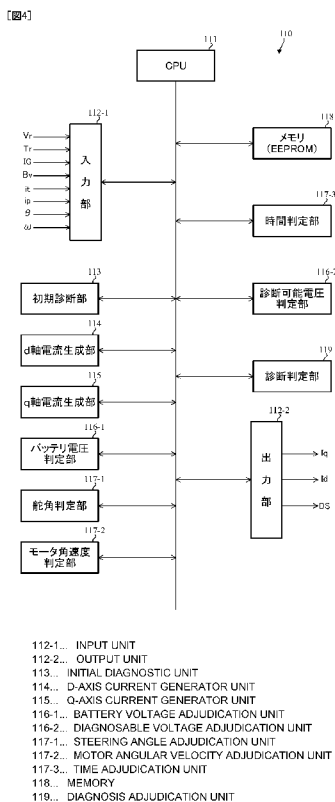 [図4]
111
110
CPU
112-1
118
Vr
Tr
IG
Bv
it
ip
θ
ω
入力部
メモリ
(EEPROM)
117-3
時間判定部
113
116-2
初期診断部
診断可能電圧
判定部
114
d軸電流生成部
119
診断判定部
115
q軸電流生成部
112-2
116-1
バッテリ電圧
判定部
出力部
Iq
Id
DS
117-1
舵角判定部
117-2
モータ角速度
判定部
112-1... INPUT UNIT
112-2... OUTPUT UNIT
113... INITIAL DIAGNOSTIC UNIT
114... D-AXIS CURRENT GENERATOR UNIT
115... Q-AXIS CURRENT GENERATOR UNIT
116-1... BATTERY VOLTAGE ADJUDICATION UNIT
116-2... DIAGNOSABLE VOLTAGE ADJUDICATION UNIT
117-1... STEERING ANGLE ADJUDICATION UNIT
117-2... MOTOR ANGULAR VELOCITY ADJUDICATION UNIT
117-3... TIME ADJUDICATION UNIT
118... MEMORY
119... DIAGNOSIS ADJUDICATION UNIT